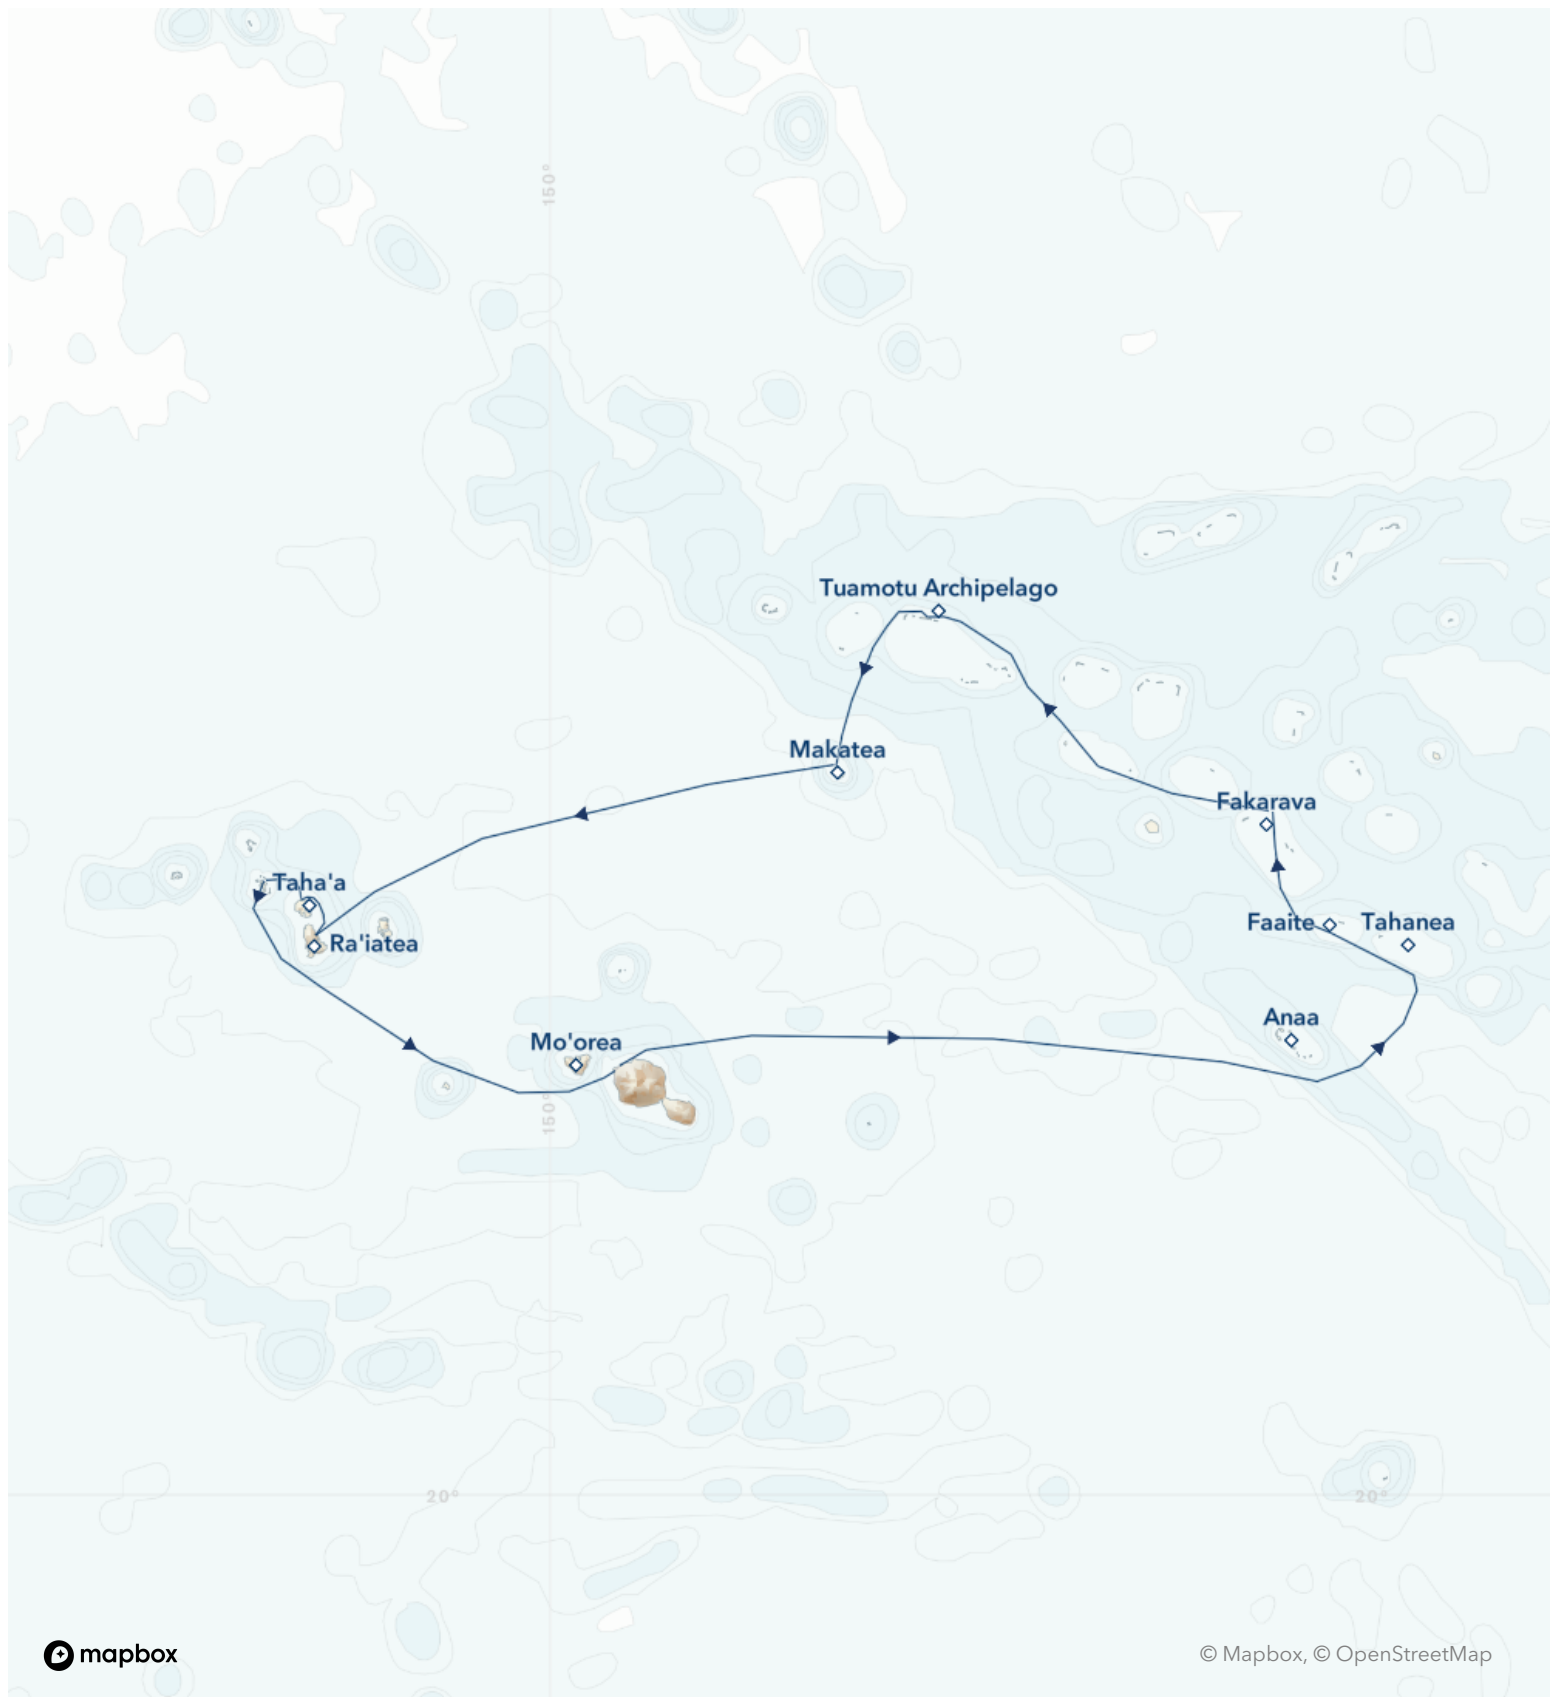 150°
Tuamotu Archipelago
Makatea
Fakarava
Taha'a
Faaite
Tahanea
Ra'iatea
Anaa
Mo'orea
150°
20°
20°
mapbox
© Mapbox, © OpenStreetMap